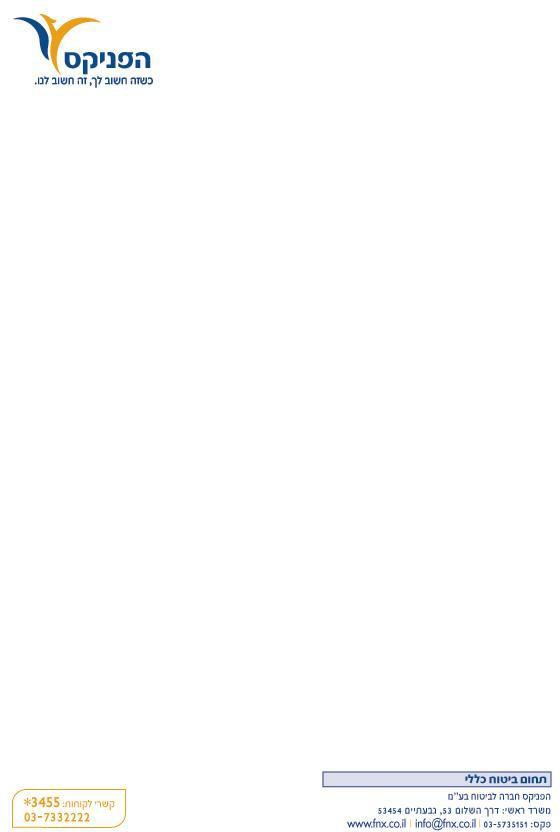 הפניקס
כשזה חשוב לך, זה חשוב לנו.
תחום ביטוח כללי
הפניקס חברה לביטוח בע"מ
משרד ראשי: דרך השלום 53, גבעתיים 53454
פקס: 03-5735151 | info@fnx.co.il | www.fnx.co.il
קשרי לקוחות: 3455*
03-7332222